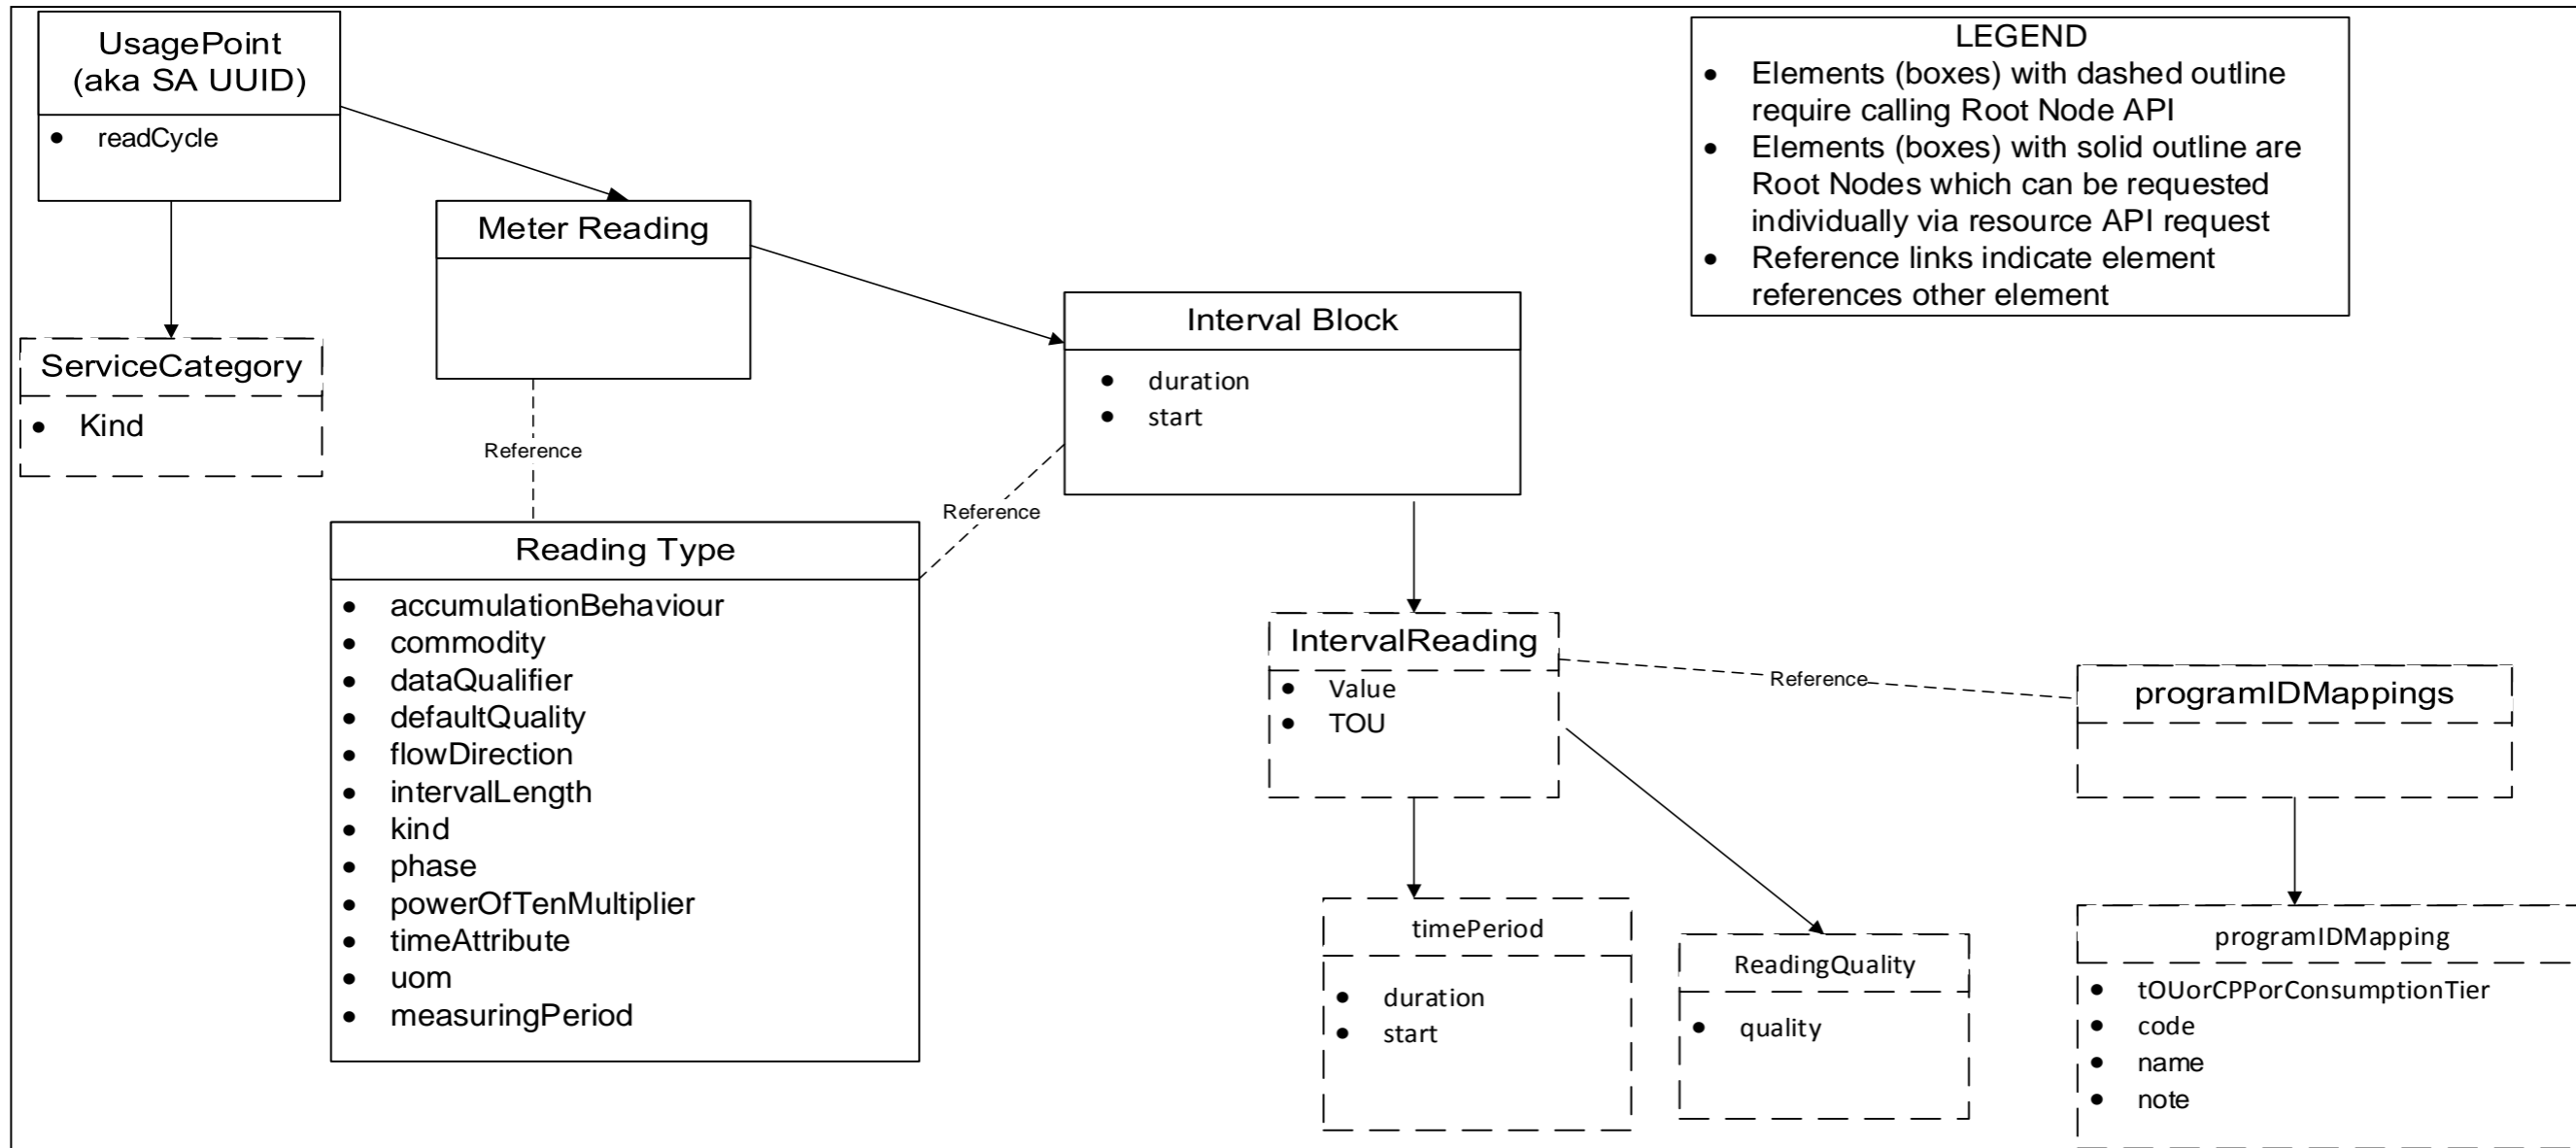 UsagePoint
(aka SA UUID)
• readCycle
LEGEND
• Elements (boxes) with dashed outline
require calling Root Node API
• Elements (boxes) with solid outline are
Root Nodes which can be requested
individually via resource API request
• Reference links indicate element
references other element
Meter Reading
Interval Block
• duration
• start
ServiceCategory
• Kind
Reference
Reference
Reading Type
• accumulationBehaviour
• commodity
• dataQualifier
• defaultQuality
• flowDirection
• intervalLength
• kind
• phase
• powerOfTenMultiplier
• timeAttribute
• uom
• measuringPeriod
IntervalReading
• Value
• TOU
Reference
programIDMappings
timePeriod
• duration
• start
ReadingQuality
• quality
programIDMapping
• tOUorCPPorConsumptionTier
• code
• name
• note